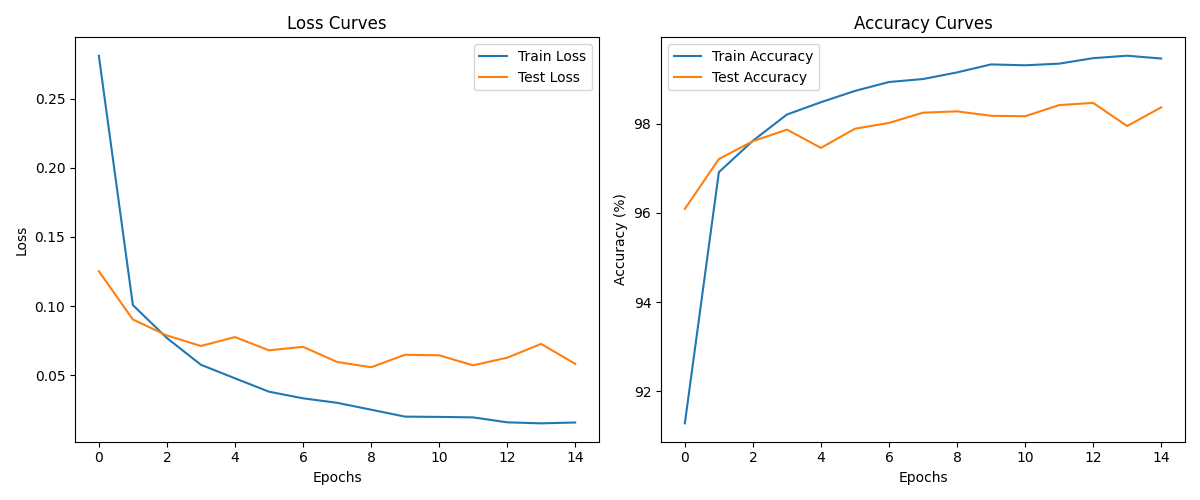 Loss Curves
Train Loss
Test Loss
0.25
0.20
0.15
0.10
0.05
Loss
0 2 4 6 8 10 12 14
Epochs
Accuracy Curves
Train Accuracy
Test Accuracy
98
96
94
92
Accuracy (%)
0 2 4 6 8 10 12 14
Epochs